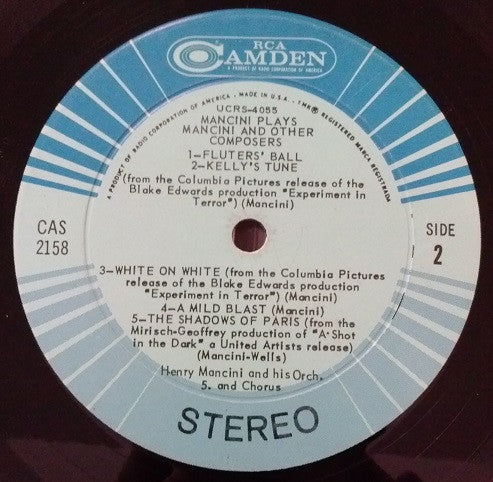 RCA
CAMDEN
A PRODUCT OF RADIO CORPORATION OF AMERICA
A PRODUCT OF RADIO CORPORATION OF AMERICA • MADE IN U.S.A. • TMK® REGISTERED MARCA REGISTRADA
UCRS-4055
MANCINI PLAYS
MANCINI AND OTHER
COMPOSERS
1—FLUTERS' BALL
2—KELLY'S TUNE
(from the Columbia Pictures release of the
Blake Edwards production "Experiment in
Terror") (Mancini)
CAS
2158
SIDE
2
3—WHITE ON WHITE (from the Columbia Pictures
release of the Blake Edwards production
"Experiment in Terror") (Mancini)
4—A MILD BLAST (Mancini)
5—THE SHADOWS OF PARIS (from the
Mirisch-Geoffrey production of "A Shot
in the Dark" a United Artists release)
(Mancini-Wells)
Henry Mancini and his Orch.
5. and Chorus
STEREO